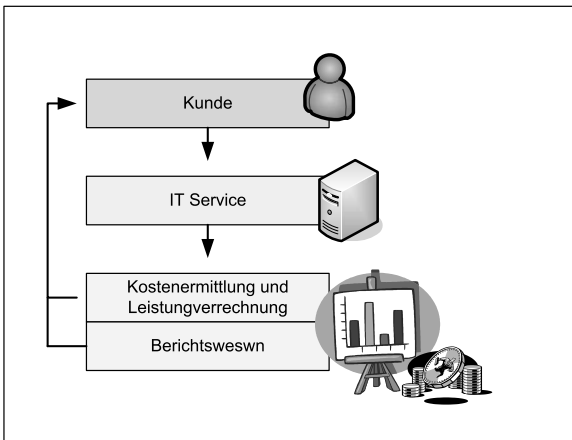 Kunde
IT Service
Kostenermittlung und
Leistungverrechnung
Berichtsweswn